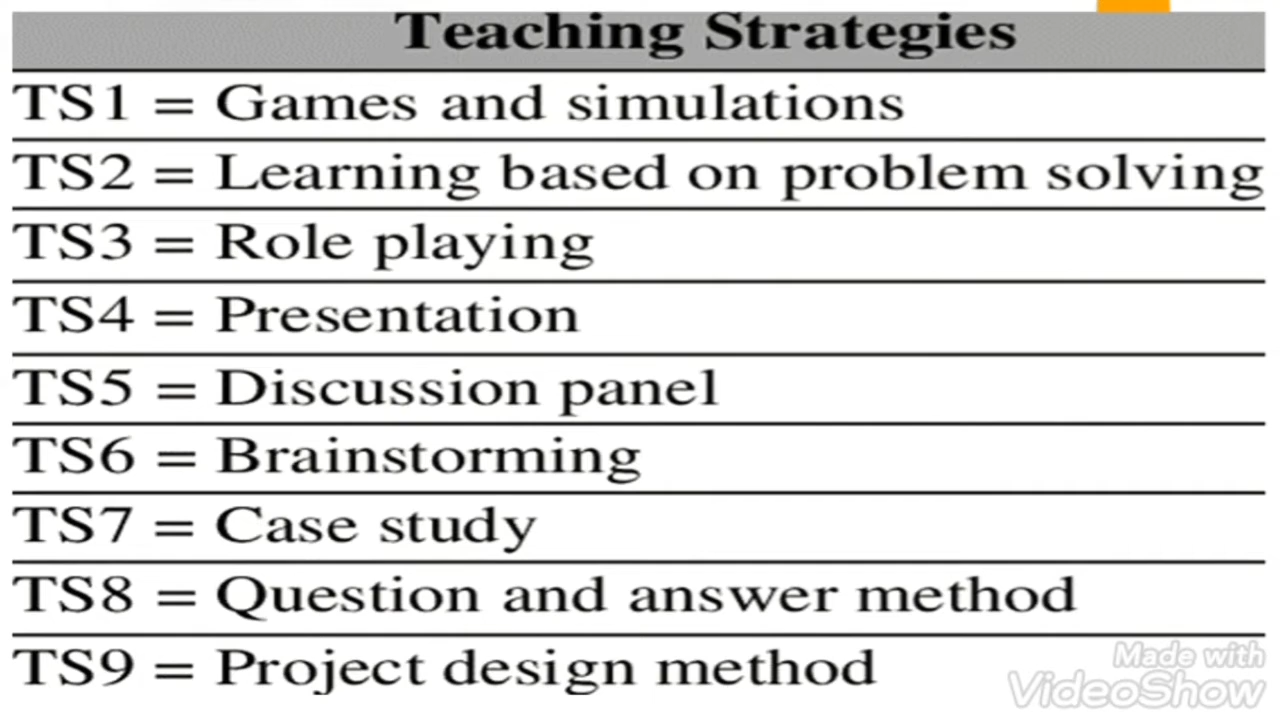 Teaching Strategies
TS1 = Games and simulations
TS2 = Learning based on problem solving
TS3 = Role playing
TS4 = Presentation
TS5 = Discussion panel
TS6 = Brainstorming
TS7 = Case study
TS8 = Question and answer method
TS9 = Project design method
Made with
VideoShow